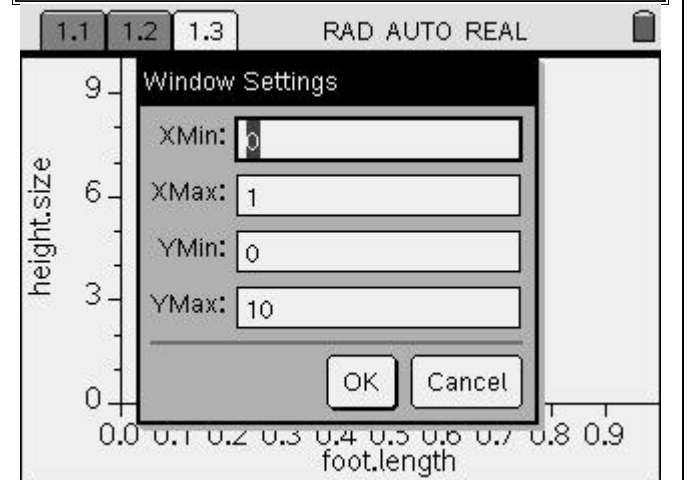 1.1 1.2 1.3 RAD AUTO REAL
Window Settings
XMin: 0
XMax: 1
YMin: 0
YMax: 10
OK Cancel
height.size
9
6
3
0
0.0 0.1 0.2 0.3 0.4 0.5 0.6 0.7 0.8 0.9
foot.length